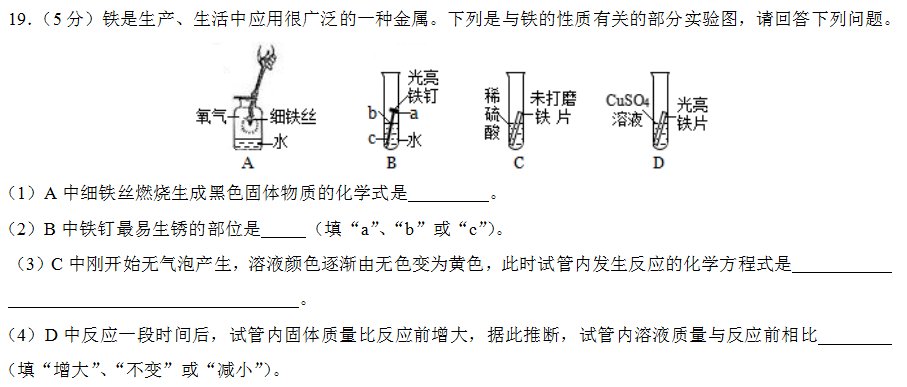 19.（5 分）铁是生产、生活中应用很广泛的一种金属。下列是与铁的性质有关的部分实验图，请回答下列问题。
氧气 细铁丝 水 A
光亮铁钉 a b c 水 B
稀硫酸 未打磨铁片 C
CuSO₄溶液 光亮铁片 D
（1）A 中细铁丝燃烧生成黑色固体物质的化学式是_________。
（2）B 中铁钉最易生锈的部位是_____（填“a”、“b”或“c”）。
（3）C 中刚开始无气泡产生，溶液颜色逐渐由无色变为黄色，此时试管内发生反应的化学方程式是___________
________________________________。
（4）D 中反应一段时间后，试管内固体质量比反应前增大，据此推断，试管内溶液质量与反应前相比________
（填“增大”、“不变”或“减小”）。